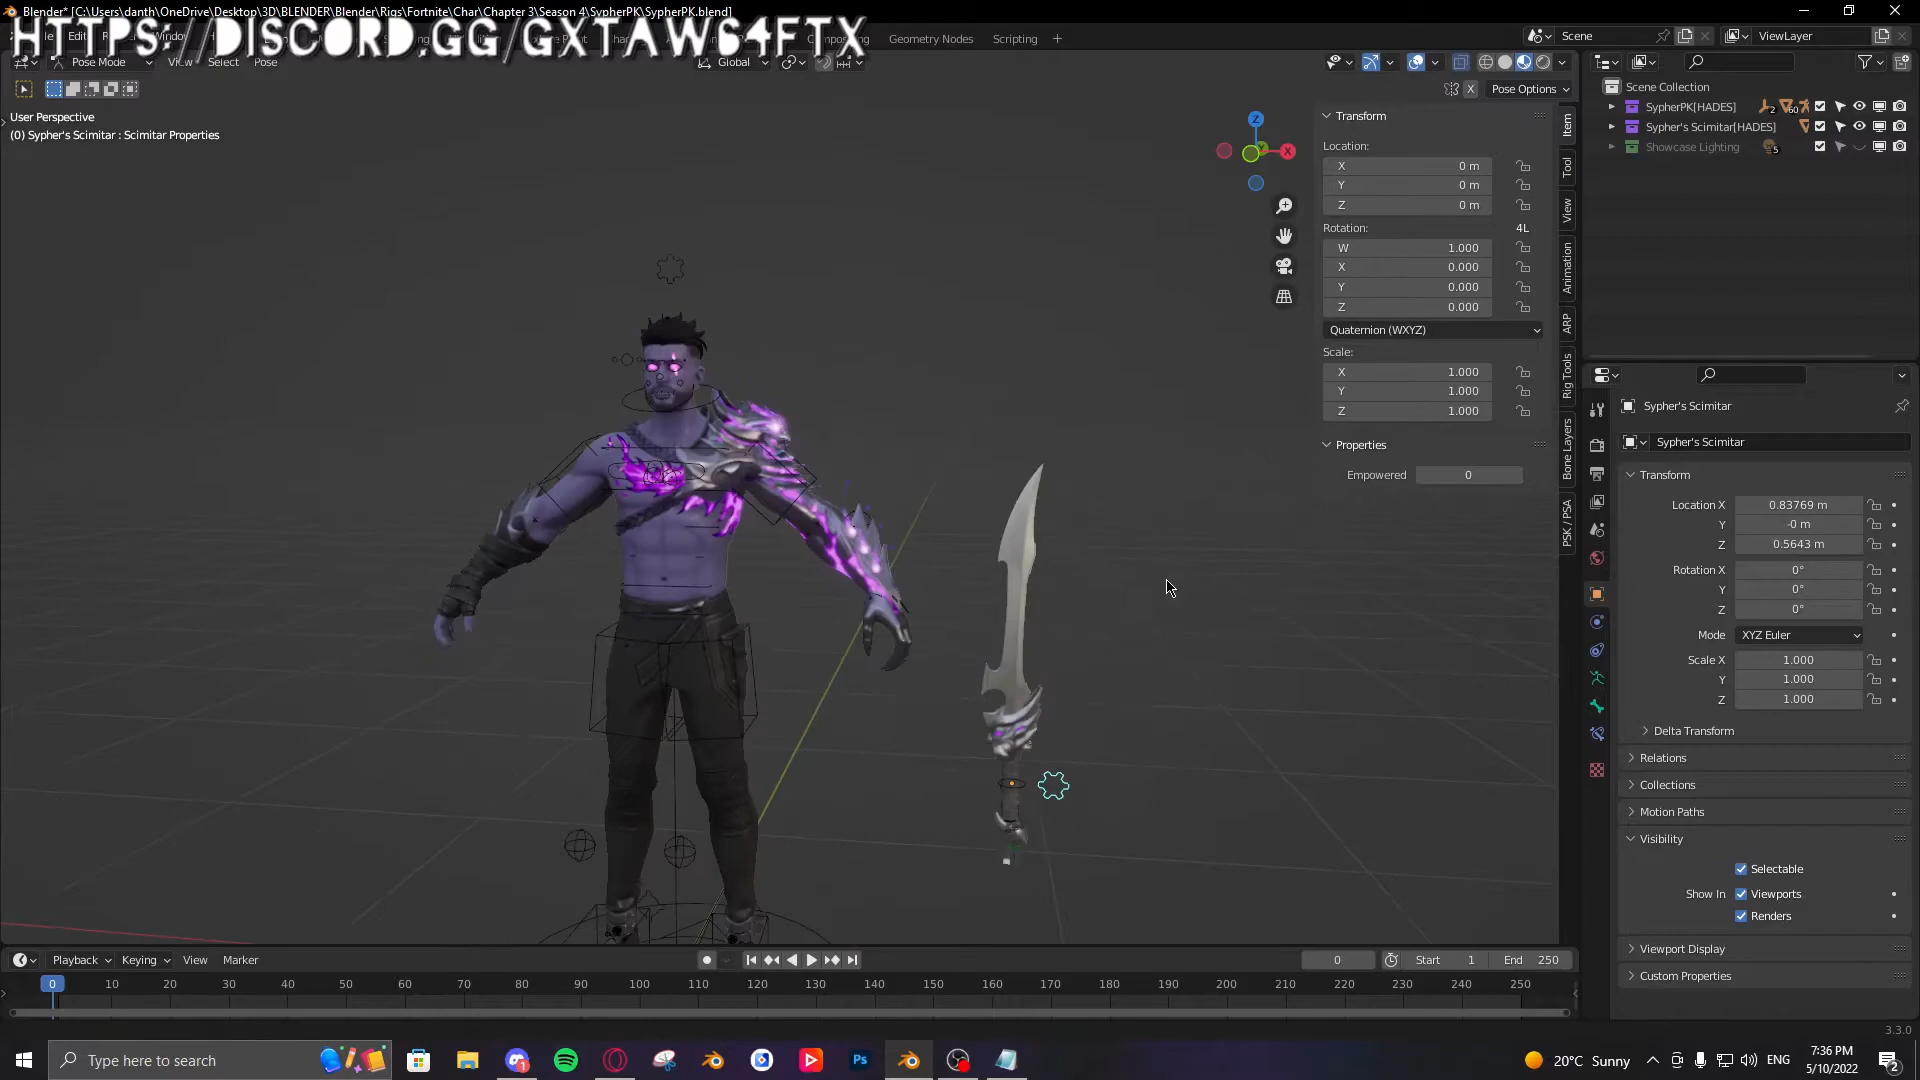 Blender* [C:\Users\danth\OneDrive\Desktop\3D\BLENDER\Blender\Rigs\Fortnite\Char\Chapter 3\Season 4\SypherPK\SypherPK.blend]
HTTPS://DISCORD.GG/GXTAW64FTX
Geometry Nodes
Scripting
Scene
ViewLayer
Pose Mode
View
Select
Pose
Global
Pose Options
User Perspective
(0) Sypher's Scimitar : Scimitar Properties
Z
X
Transform
Location:
X 0 m
Y 0 m
Z 0 m
Rotation: 4L
W 1.000
X 0.000
Y 0.000
Z 0.000
Quaternion (WXYZ)
Scale:
X 1.000
Y 1.000
Z 1.000
Properties
Empowered 0
Item
Tool
View
Animation
ARP
Rig Tools
Bone Layers
PSK / PSA
Scene Collection
SypherPK[HADES] 2 60
Sypher's Scimitar[HADES]
Showcase Lighting 5
Sypher's Scimitar
Sypher's Scimitar
Transform
Location X 0.83769 m
Y -0 m
Z 0.5643 m
Rotation X 0°
Y 0°
Z 0°
Mode XYZ Euler
Scale X 1.000
Y 1.000
Z 1.000
Delta Transform
Relations
Collections
Motion Paths
Visibility
Selectable
Show In Viewports
Renders
Viewport Display
Custom Properties
Playback
Keying
View
Marker
0
Start 1
End 250
0 10 20 30 40 50 60 70 80 90 100 110 120 130 140 150 160 170 180 190 200 210 220 230 240 250
3.3.0
Type here to search
20°C Sunny
ENG
7:36 PM
5/10/2022
2